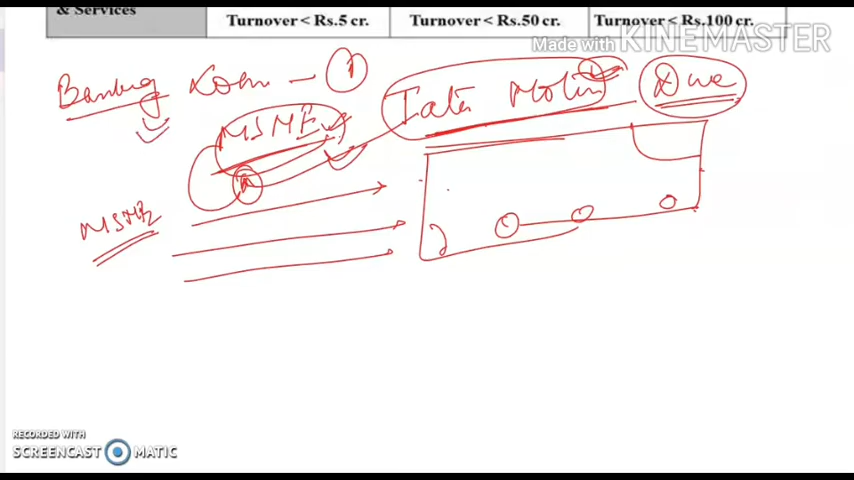 & Services
Turnover < Rs.5 cr. Turnover < Rs.50 cr. Turnover < Rs.100 cr.
Made with KINEMASTER
Banking Loan - 1
Tata Motors Due
MSME
MSME
RECORDED WITH
SCREENCAST MATIC